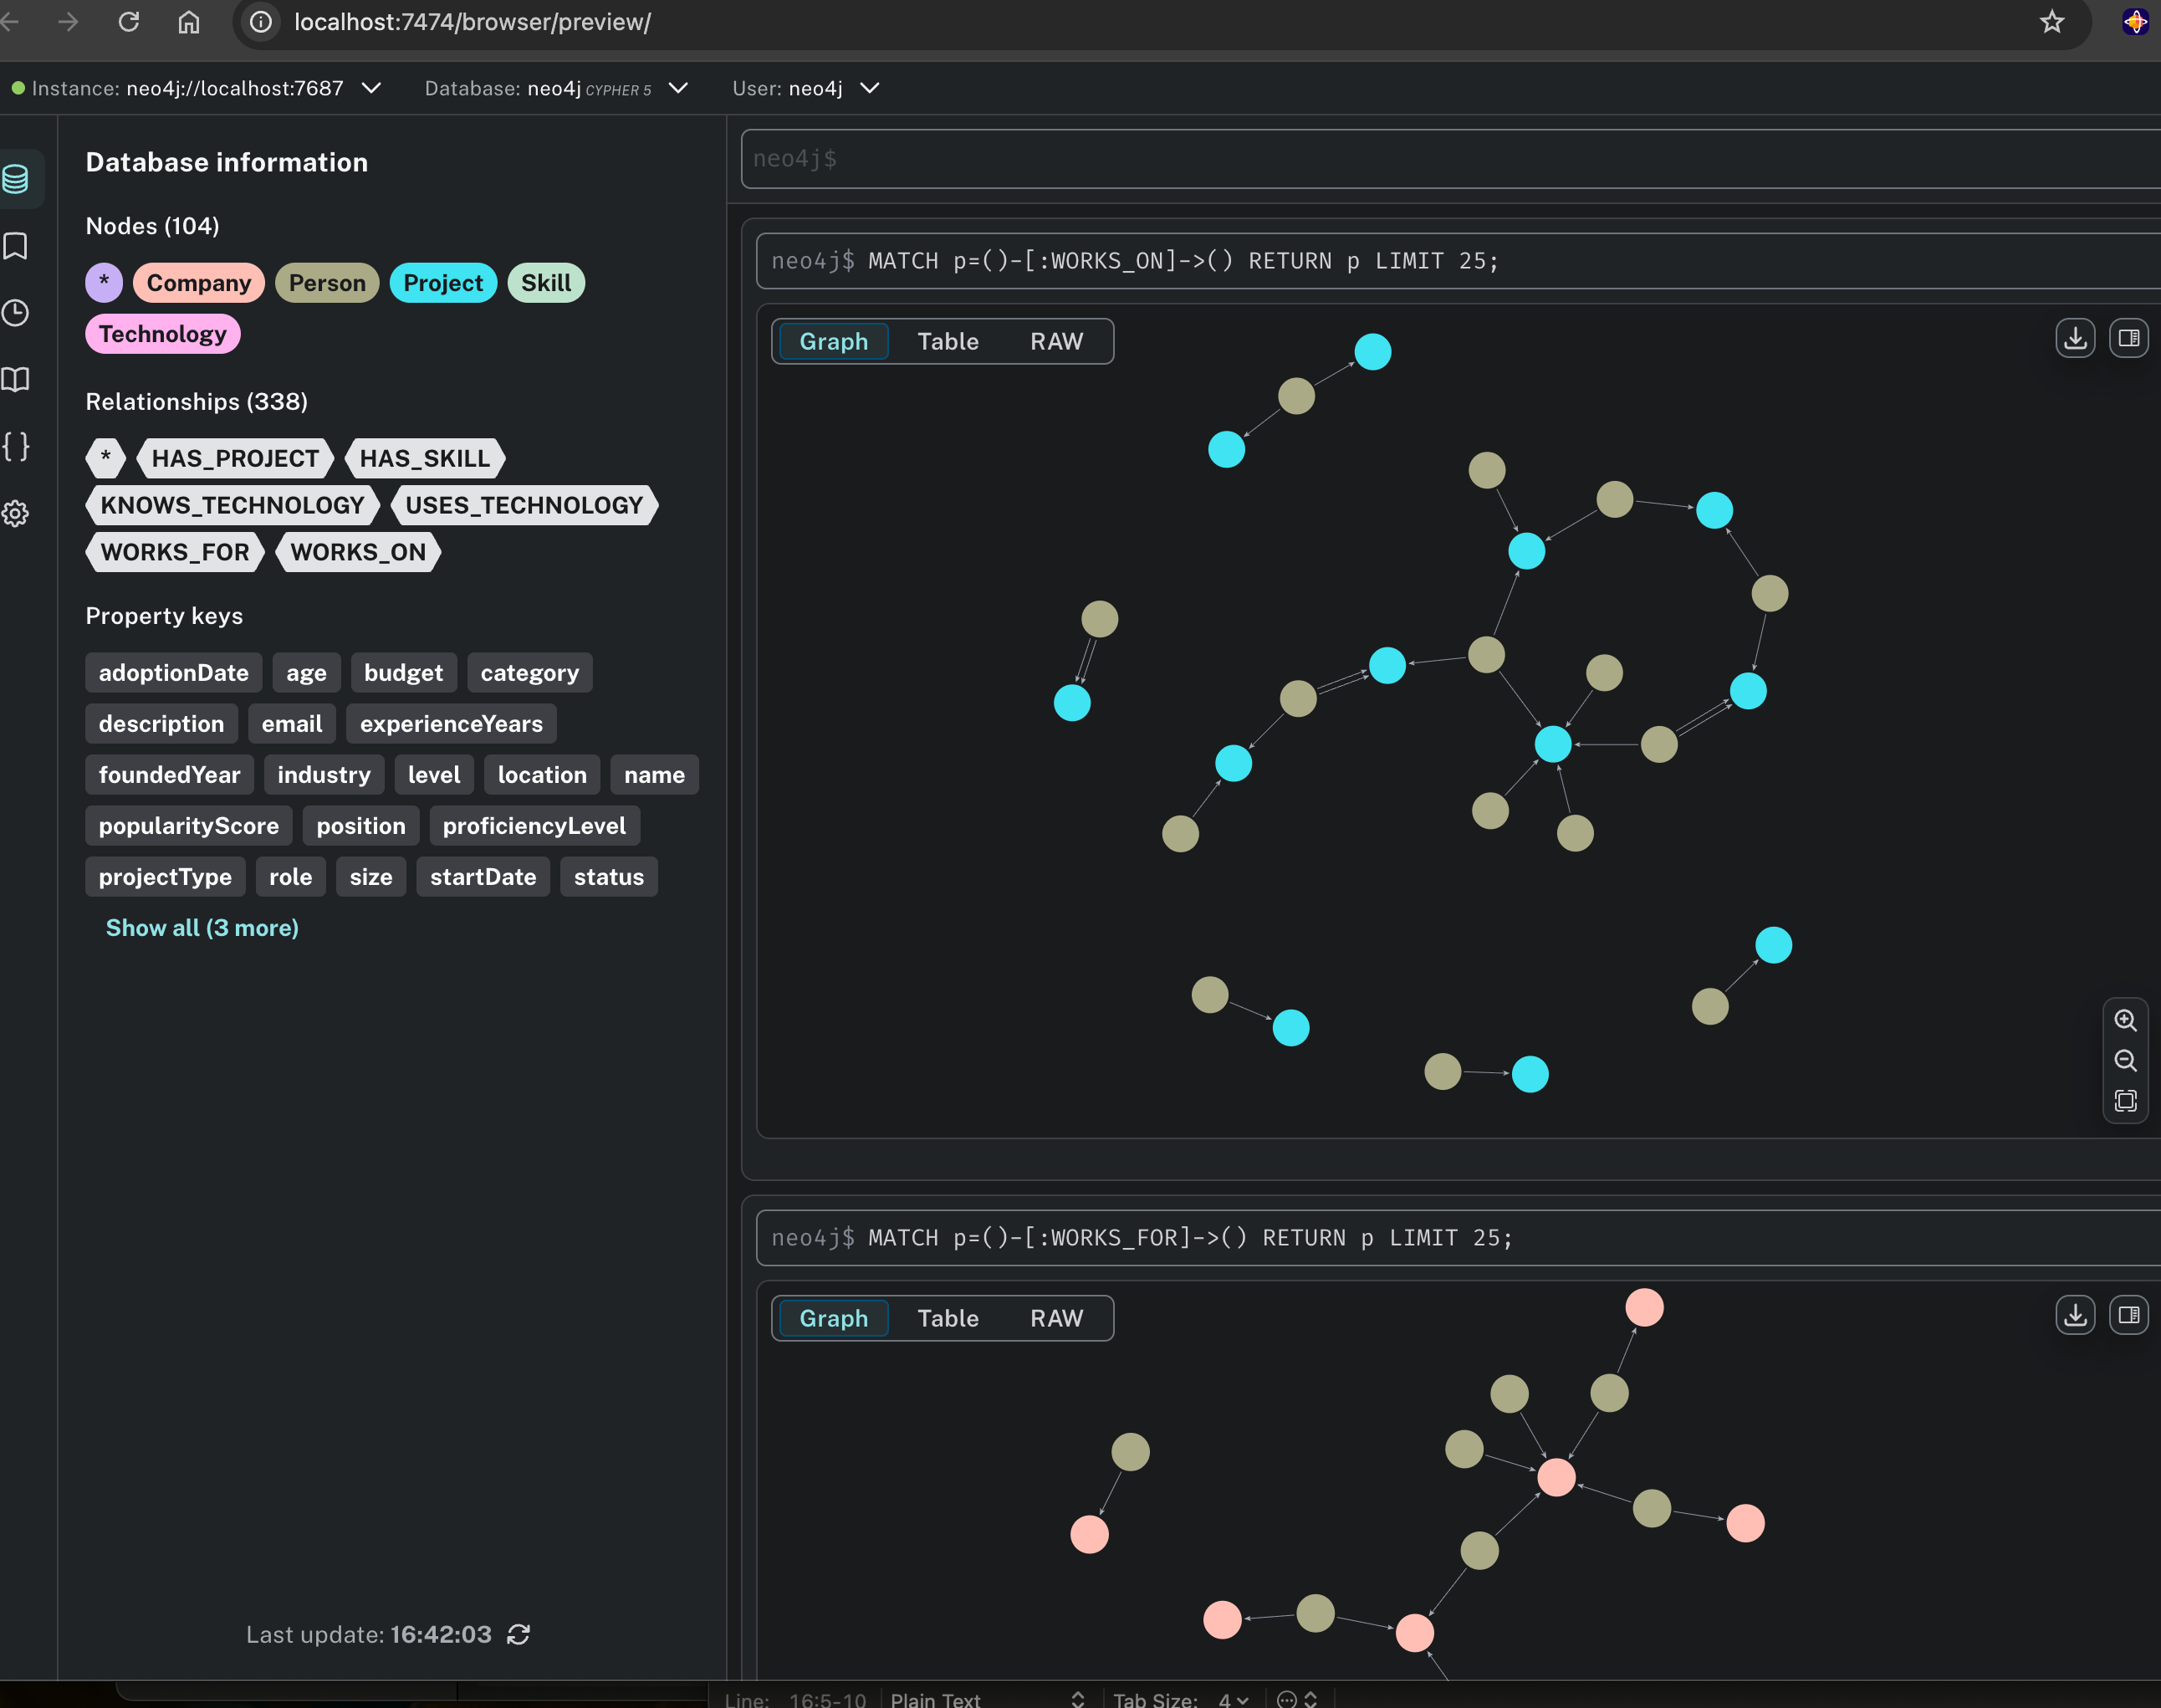 localhost:7474/browser/preview/
Instance: neo4j://localhost:7687 Database: neo4j CYPHER 5 User: neo4j
Database information
Nodes (104)
* Company Person Project Skill
Technology
Relationships (338)
* HAS_PROJECT HAS_SKILL
KNOWS_TECHNOLOGY USES_TECHNOLOGY
WORKS_FOR WORKS_ON
Property keys
adoptionDate age budget category
description email experienceYears
foundedYear industry level location name
popularityScore position proficiencyLevel
projectType role size startDate status
Show all (3 more)
Last update: 16:42:03
neo4j$
neo4j$ MATCH p=()-[:WORKS_ON]->() RETURN p LIMIT 25;
Graph Table RAW
neo4j$ MATCH p=()-[:WORKS_FOR]->() RETURN p LIMIT 25;
Graph Table RAW
Line: 16:5-10 Plain Text Tab Size: 4